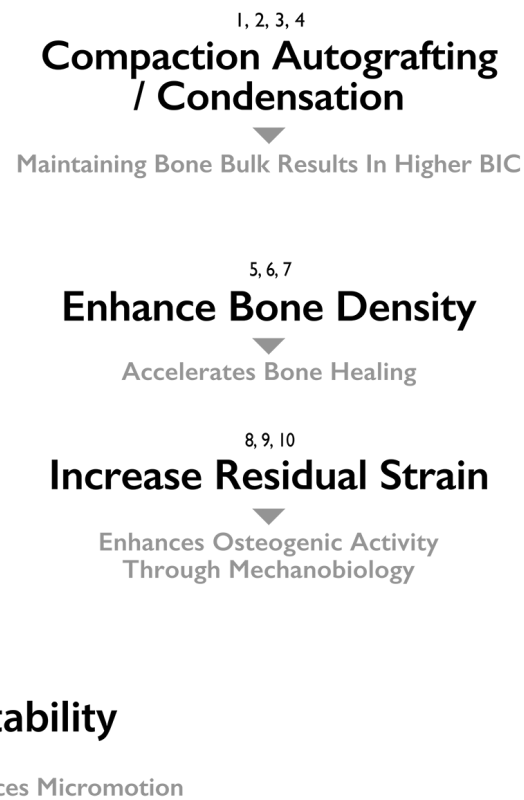 1, 2, 3, 4
Compaction Autografting
/ Condensation
Maintaining Bone Bulk Results In Higher BIC
5, 6, 7
Enhance Bone Density
Accelerates Bone Healing
8, 9, 10
Increase Residual Strain
Enhances Osteogenic Activity
Through Mechanobiology
tability
ces Micromotion